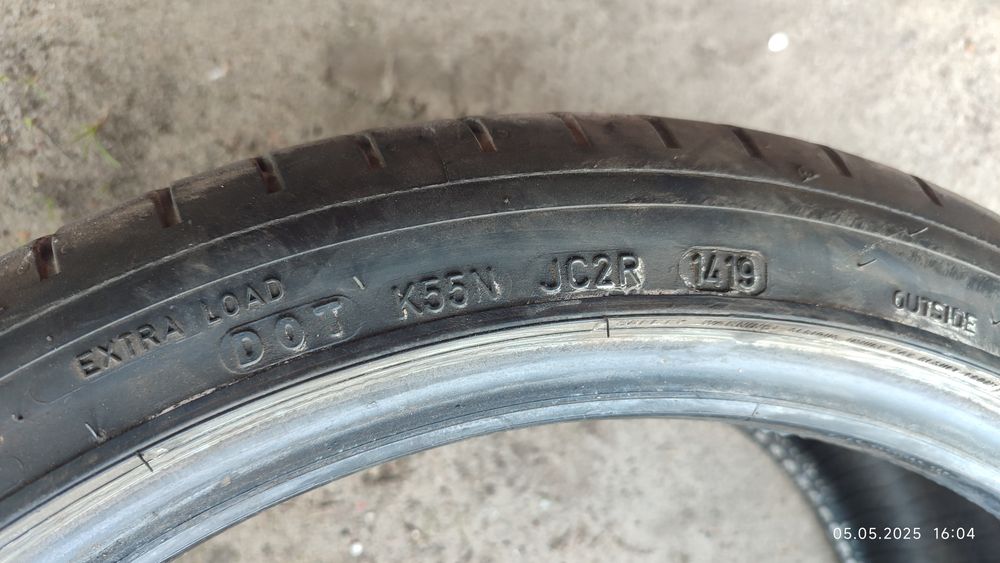 EXTRA LOAD
DOT K55N JC2R 1419
OUTSIDE
05.05.2025 16:04